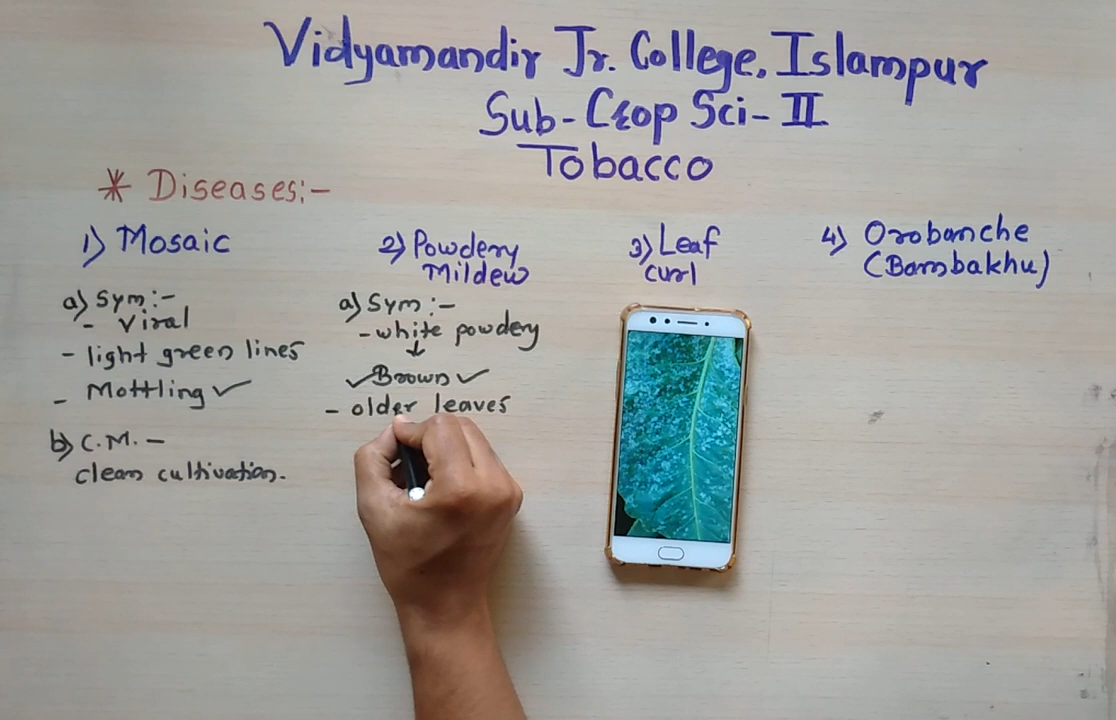 Vidyamandir Jr. College, Islampur
Sub-Crop Sci-II
Tobacco
* Diseases:-
1) Mosaic
a) Sym:-
- Viral
- light green lines
- Mottling ✓
b) C.M. -
clean cultivation.
2) Powdery
Mildew
a) Sym:-
- white powdery
↓
✓Brown✓
- older leaves
3) Leaf
curl
4) Orobanche
(Bambakhu)